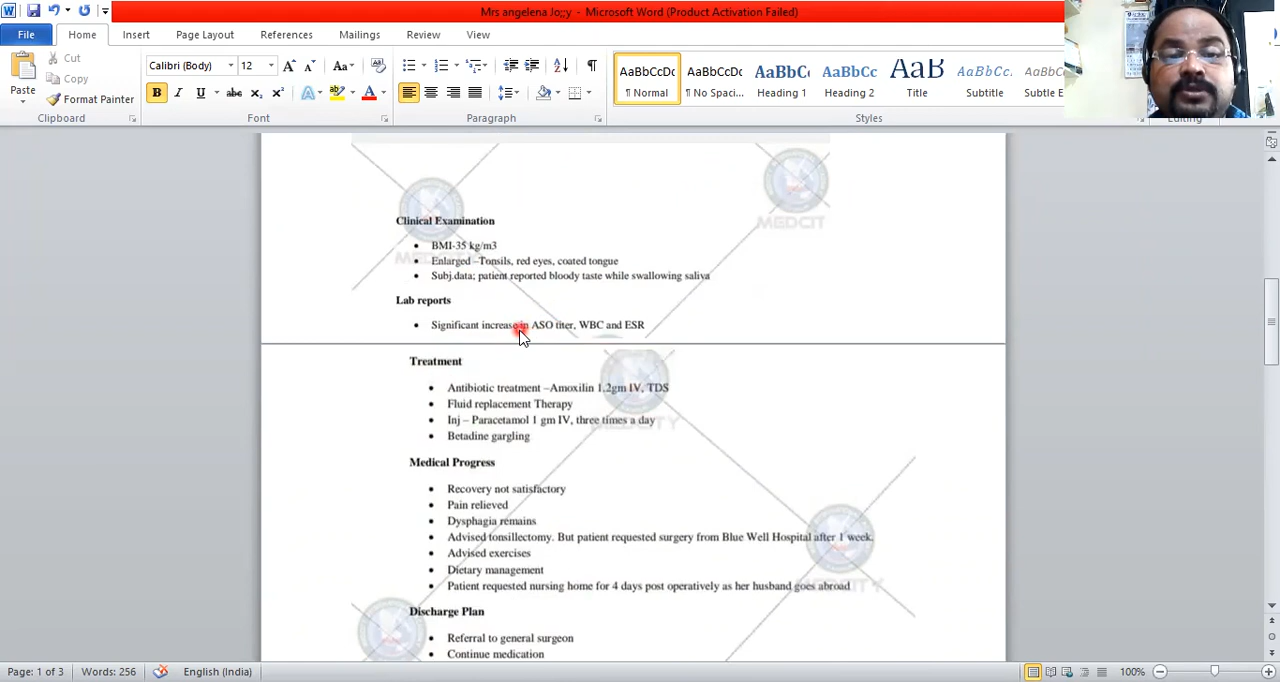 Mrs angelena Jo;;y - Microsoft Word (Product Activation Failed)
File Home Insert Page Layout References Mailings Review View
Paste
Cut
Copy
Format Painter
Clipboard
Calibri (Body) 12
Font
Paragraph
AaBbCcDc AaBbCcDc AaBbC AaBbCc AaB AaBbCcDc. AaBbCcDc
¶ Normal ¶ No Spaci... Heading 1 Heading 2 Title Subtitle Subtle E
Styles
Editing
MEDCIT
Clinical Examination
BMI-35 kg/m3
Enlarged –Tonsils, red eyes, coated tongue
Subj.data; patient reported bloody taste while swallowing saliva
Lab reports
Significant increase in ASO titer, WBC and ESR
Treatment
Antibiotic treatment –Amoxilin 1.2gm IV, TDS
Fluid replacement Therapy
Inj – Paracetamol 1 gm IV, three times a day
Betadine gargling
Medical Progress
Recovery not satisfactory
Pain relieved
Dysphagia remains
Advised tonsillectomy. But patient requested surgery from Blue Well Hospital after 1 week.
Advised exercises
Dietary management
Patient requested nursing home for 4 days post operatively as her husband goes abroad
Discharge Plan
Referral to general surgeon
Continue medication
Page: 1 of 3 Words: 256 English (India) 100%